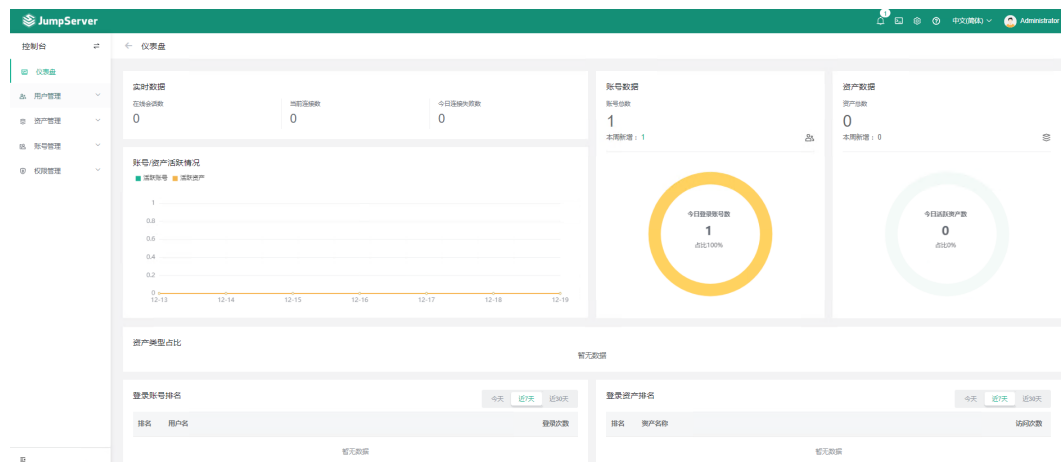 JumpServer
1
中文(简体)
Administrator
控制台
仪表盘
仪表盘
用户管理
资产管理
账号管理
权限管理
实时数据
在线会话数
0
当前连接数
0
今日连接失败数
0
账号数据
账号总数
1
本周新增： 1
资产数据
资产总数
0
本周新增： 0
账号/资产活跃情况
活跃账号
活跃资产
1
0.8
0.6
0.4
0.2
0
12-13
12-14
12-15
12-16
12-17
12-18
12-19
今日登录账号数
1
占比100%
今日活跃资产数
0
占比0%
资产类型占比
暂无数据
登录账号排名
今天
近7天
近30天
排名
用户名
登录次数
暂无数据
登录资产排名
今天
近7天
近30天
排名
资产名称
访问次数
暂无数据